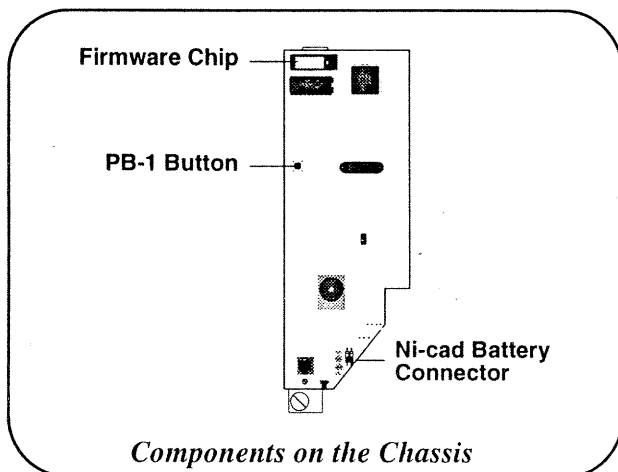 Firmware Chip
PB-1 Button
Ni-cad Battery
Connector
Components on the Chassis